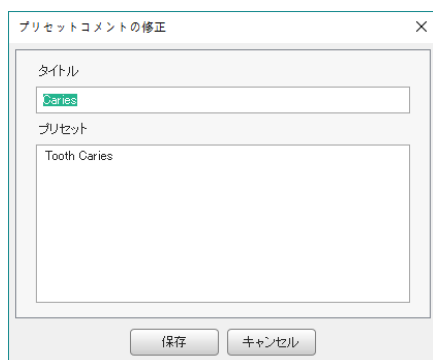 プリセットコメントの修正
タイトル
Caries
プリセット
Tooth Caries
保存
キャンセル